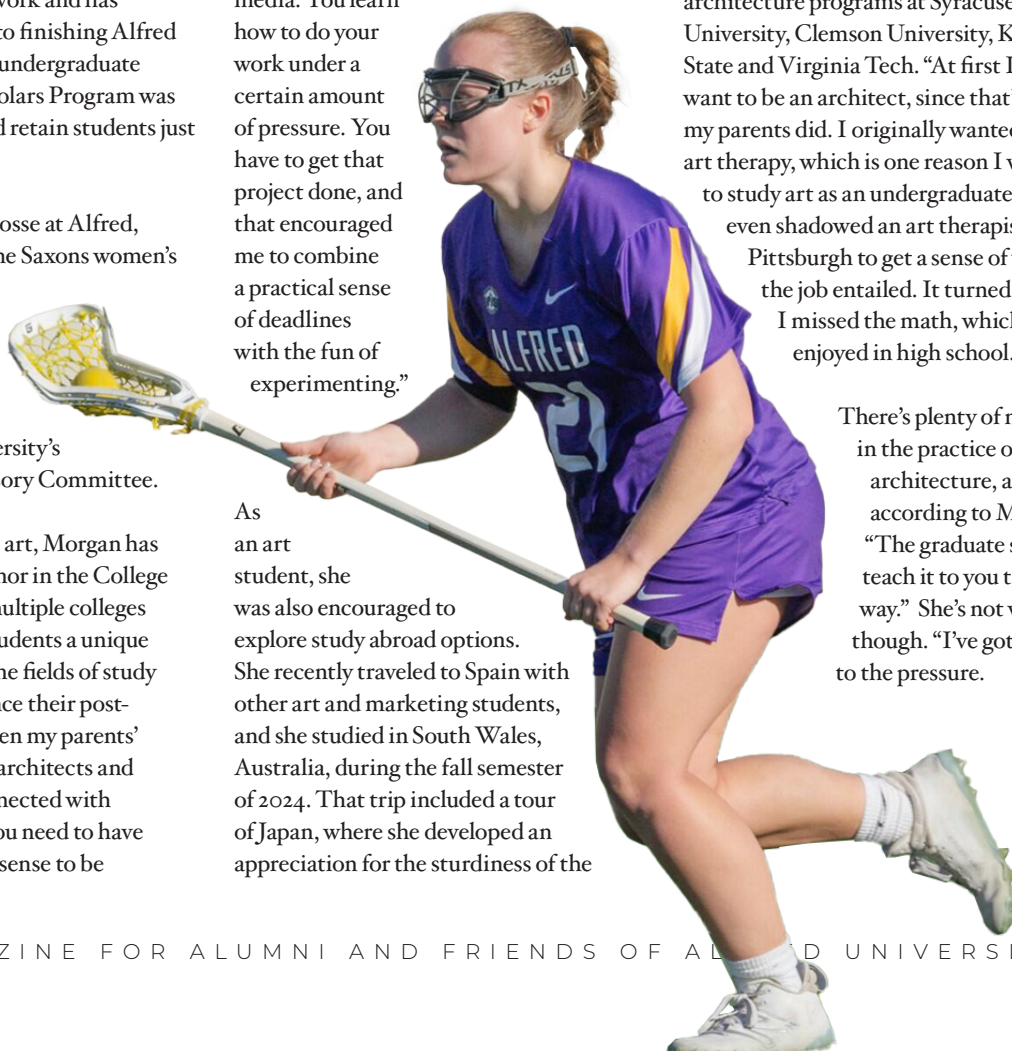 work and has
to finishing Alfred
undergraduate
olars Program was
d retain students just
osse at Alfred,
he Saxons women’s
ersity’s
ory Committee.
art, Morgan has
nor in the College
multiple colleges
udents a unique
he fields of study
nce their post-
en my parents’
architects and
nected with
ou need to have
sense to be
media. You learn
how to do your
work under a
certain amount
of pressure. You
have to get that
project done, and
that encouraged
me to combine
a practical sense
of deadlines
with the fun of
experimenting.”
As
an art
student, she
was also encouraged to
explore study abroad options.
She recently traveled to Spain with
other art and marketing students,
and she studied in South Wales,
Australia, during the fall semester
of 2024. That trip included a tour
of Japan, where she developed an
appreciation for the sturdiness of the
ALFRED
21
architecture programs at Syracuse
University, Clemson University, K
State and Virginia Tech. “At first I
want to be an architect, since that’
my parents did. I originally wanted
art therapy, which is one reason I w
to study art as an undergraduate
even shadowed an art therapis
Pittsburgh to get a sense of
the job entailed. It turned
I missed the math, which
enjoyed in high school.
There’s plenty of
in the practice o
architecture, a
according to M
“The graduate s
teach it to you t
way.” She’s not
though. “I’ve got
to the pressure.
ZINE FOR ALUMNI AND FRIENDS OF AL D UNIVERSI